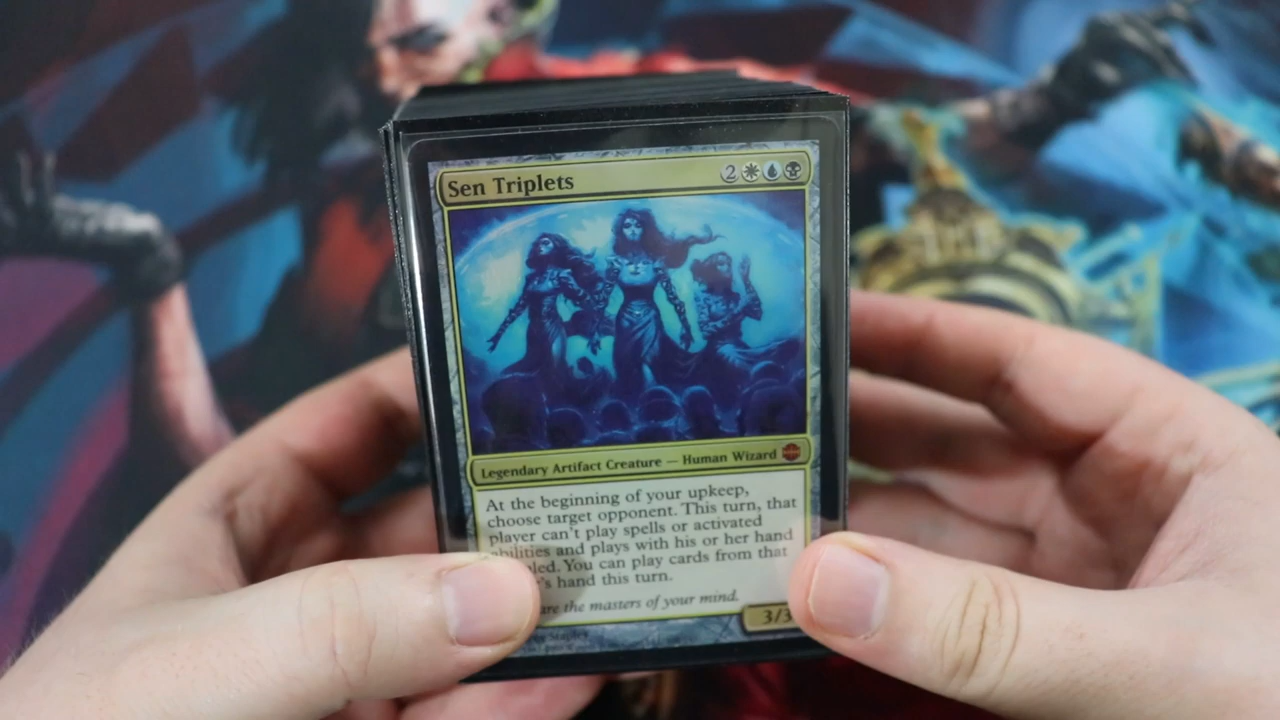 Sen Triplets
2
Legendary Artifact Creature — Human Wizard
At the beginning of your upkeep,
choose target opponent. This turn, that
player can't play spells or activated
abilities and plays with his or her hand
You can play cards from that
hand this turn.
are the masters of your mind.
3/3